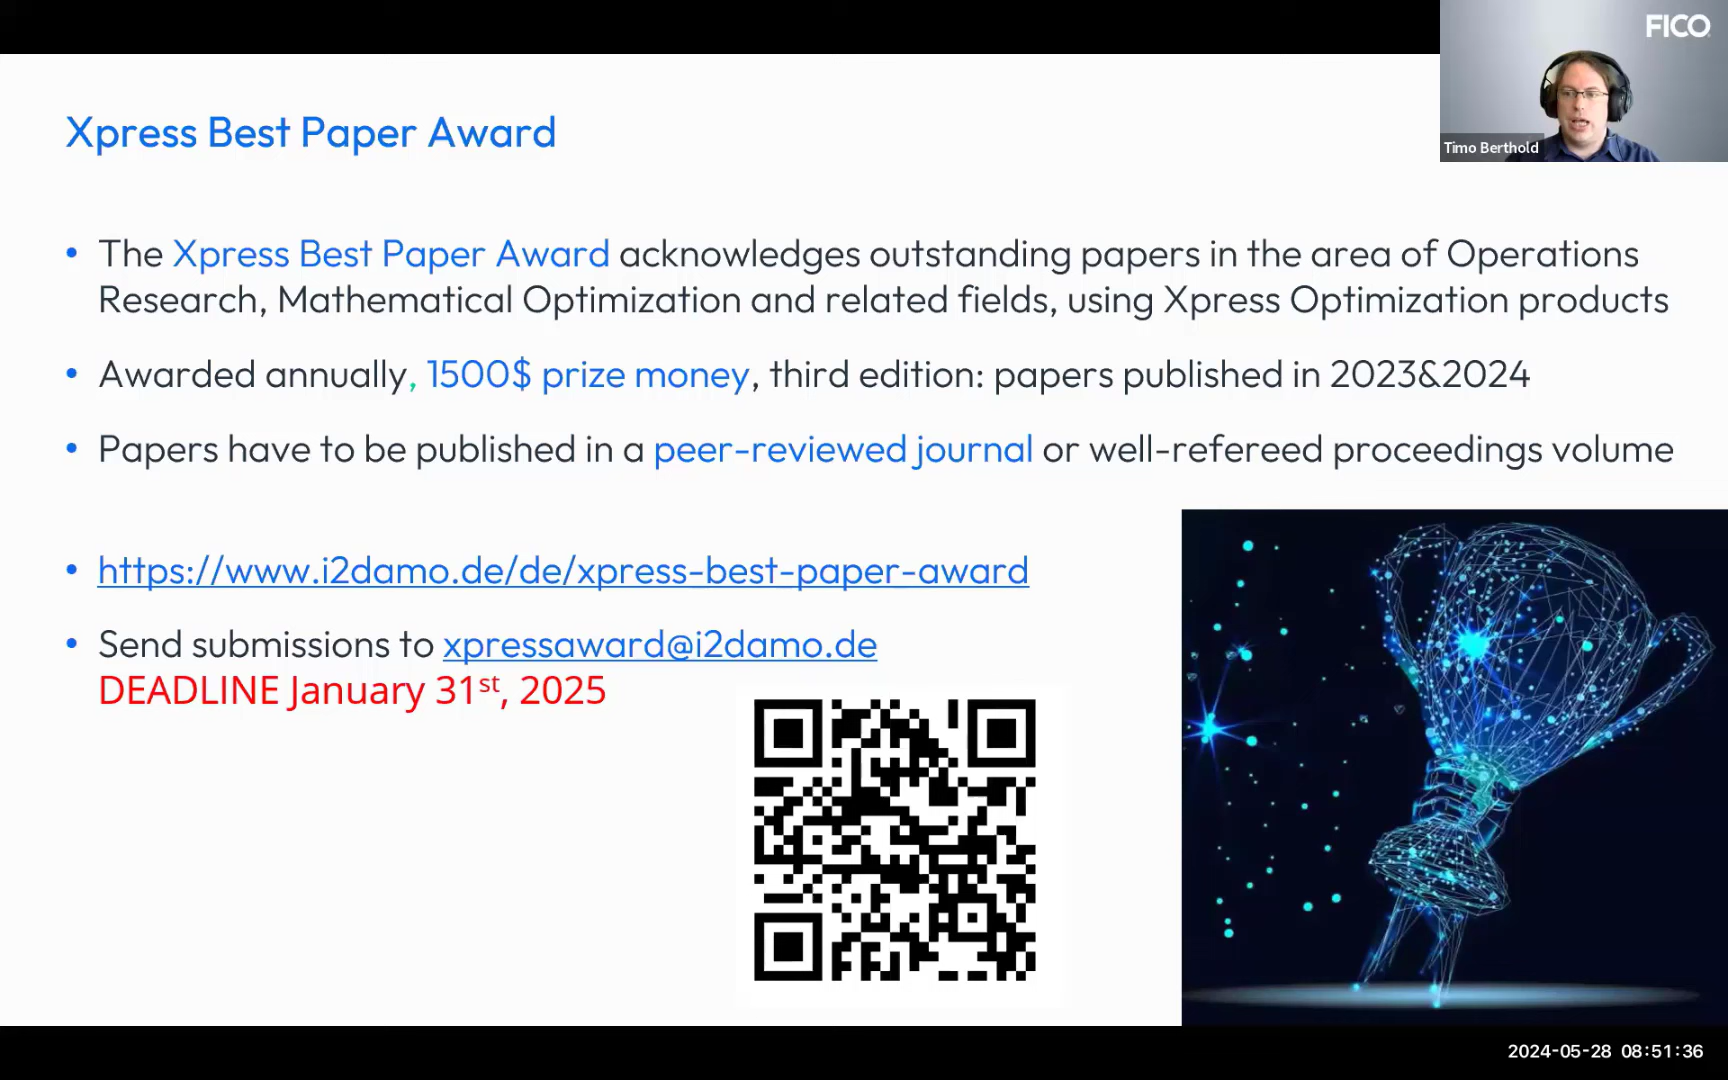 FICO
Timo Berthold
Xpress Best Paper Award
• The Xpress Best Paper Award acknowledges outstanding papers in the area of Operations
Research, Mathematical Optimization and related fields, using Xpress Optimization products
• Awarded annually, 1500$ prize money, third edition: papers published in 2023&2024
• Papers have to be published in a peer-reviewed journal or well-refereed proceedings volume
• https://www.i2damo.de/de/xpress-best-paper-award
• Send submissions to xpressaward@i2damo.de
DEADLINE January 31st, 2025
2024-05-28 08:51:36